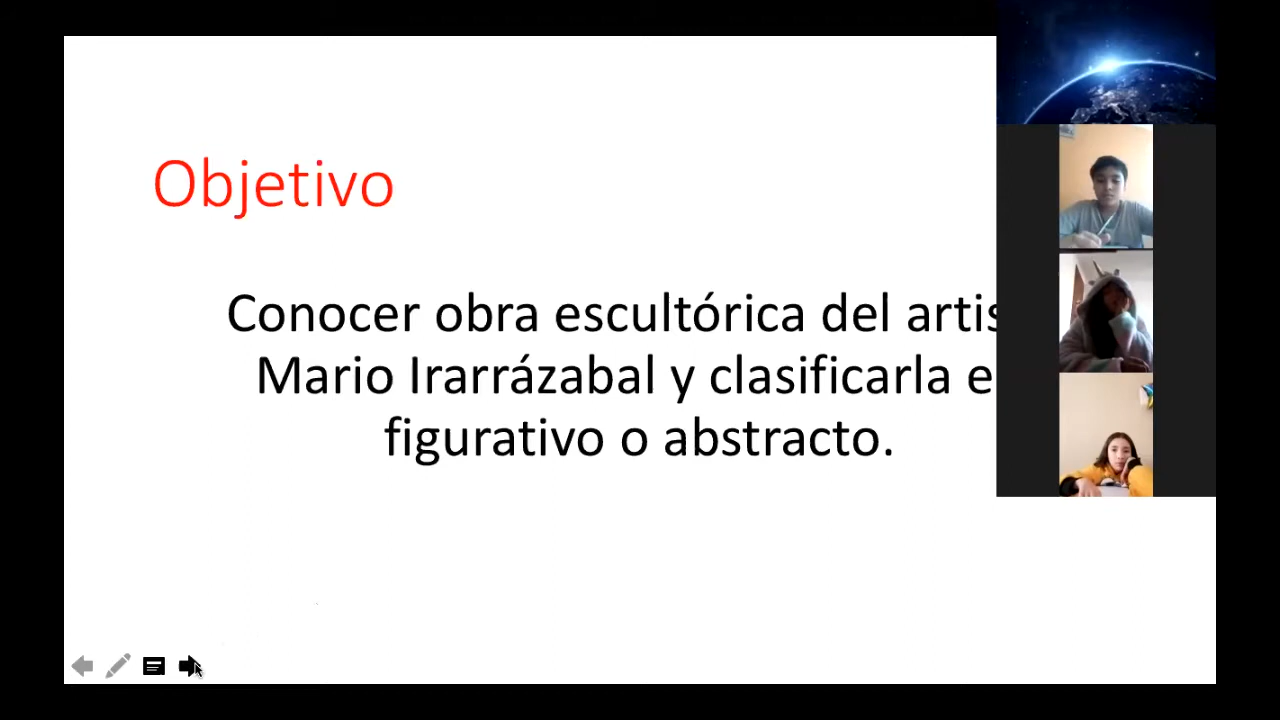 Objetivo
Conocer obra escultórica del artis
Mario Irarrázabal y clasificarla e
figurativo o abstracto.